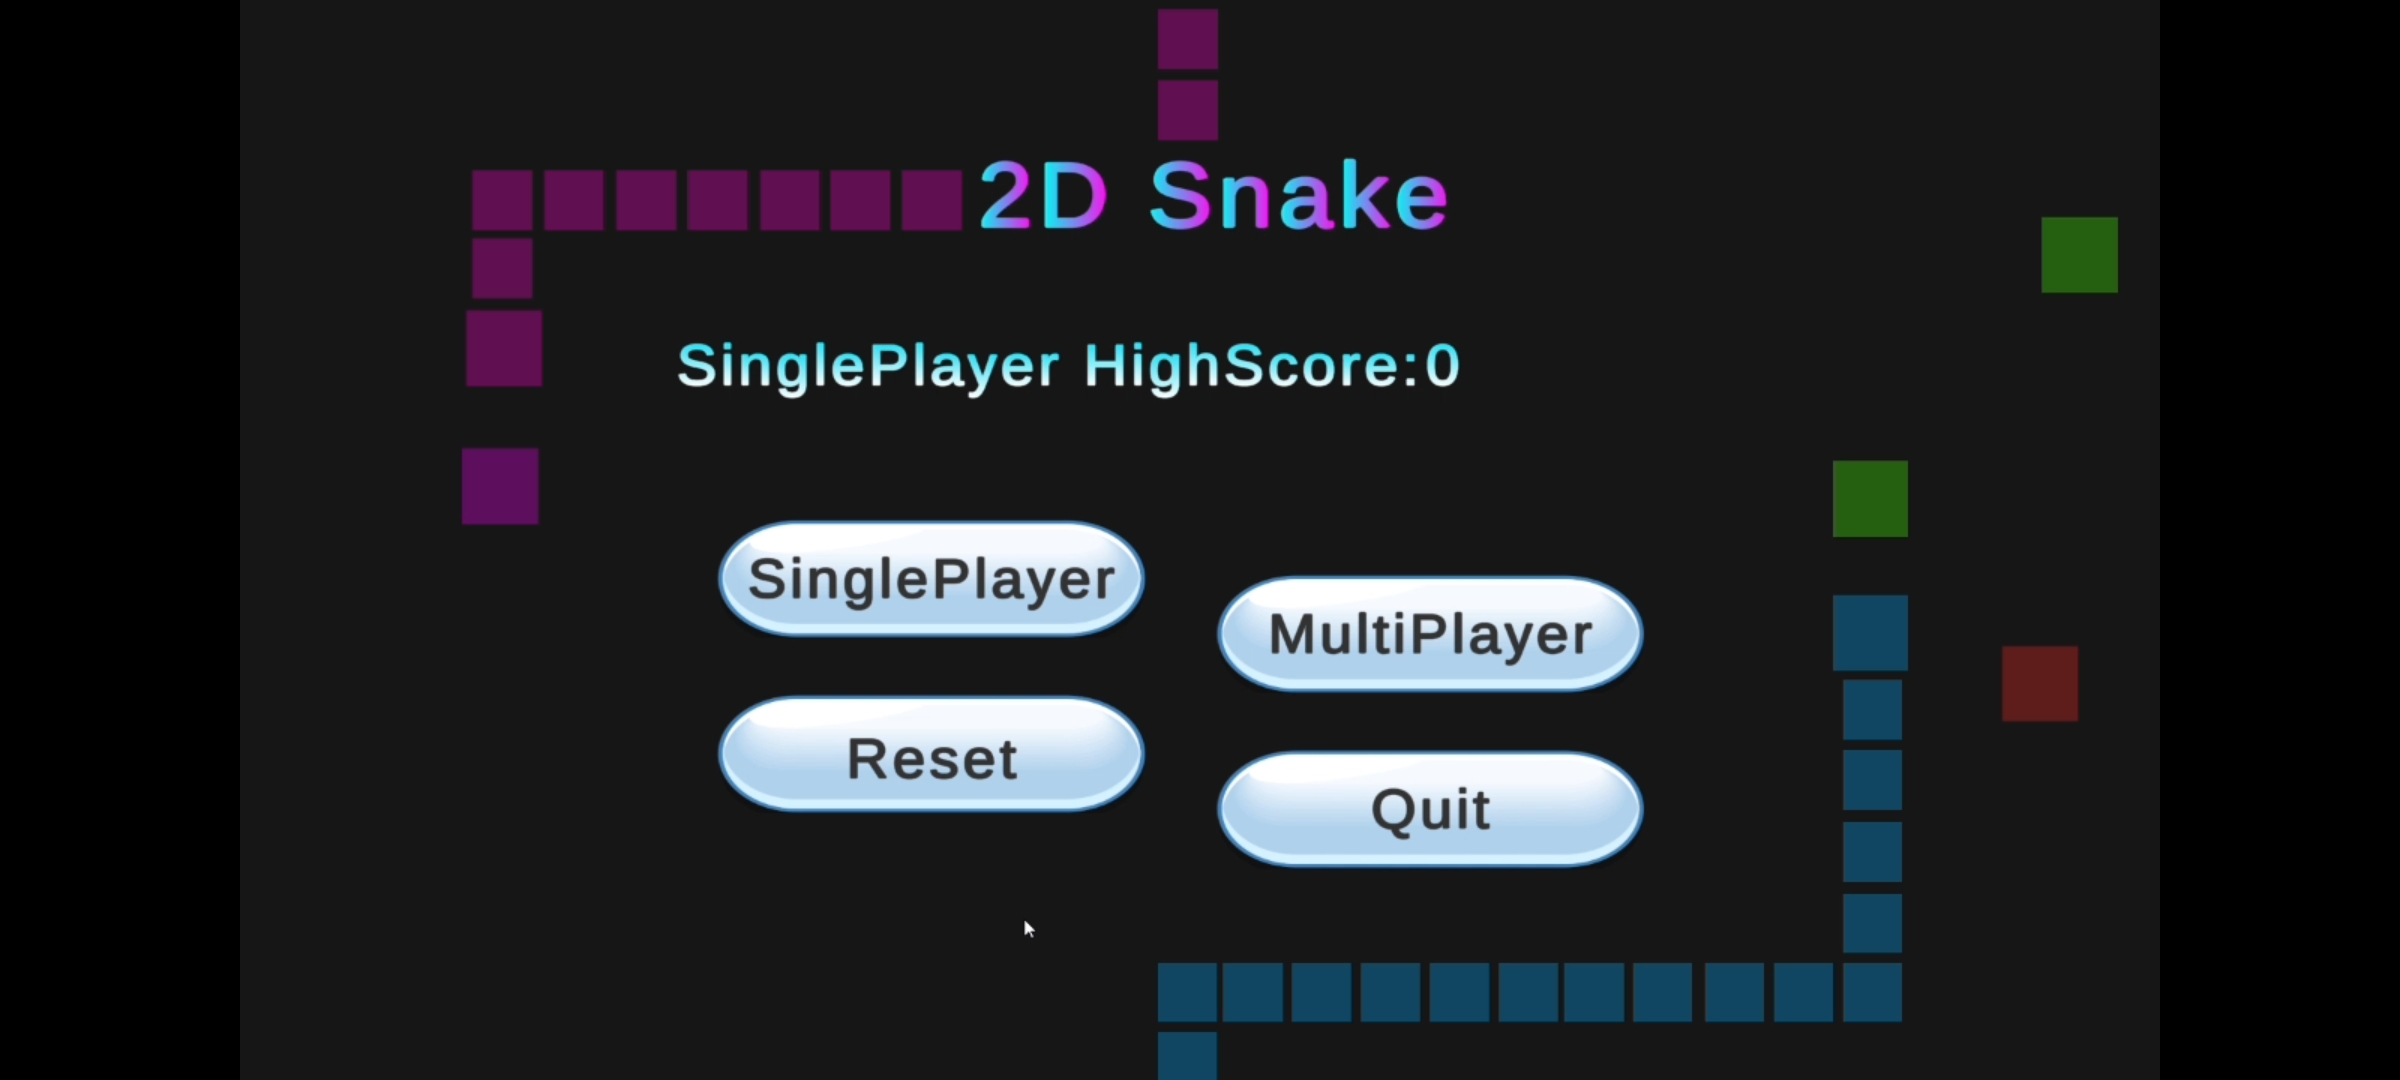 2D Snake
SinglePlayer HighScore:0
SinglePlayer
MultiPlayer
Reset
Quit